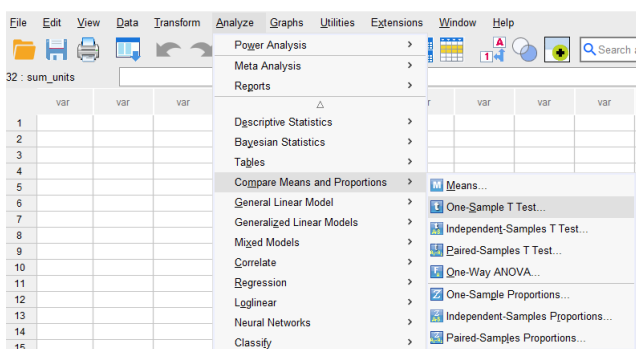 File Edit View Data Transform Analyze Graphs Utilities Extensions Window Help
Search a
32 : sum_units
var var var r var var var
Power Analysis
Meta Analysis
Reports
Descriptive Statistics
Bayesian Statistics
Tables
Compare Means and Proportions
General Linear Model
Generalized Linear Models
Mixed Models
Correlate
Regression
Loglinear
Neural Networks
Classify
Means...
One-Sample T Test...
Independent-Samples T Test...
Paired-Samples T Test...
One-Way ANOVA...
One-Sample Proportions...
Independent-Samples Proportions...
Paired-Samples Proportions...
1
2
3
4
5
6
7
8
9
10
11
12
13
14
15